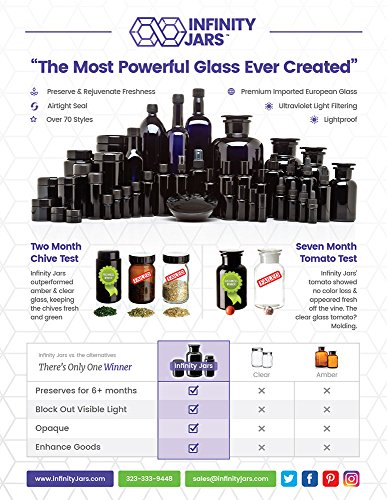 INFINITY
JARS™
“The Most Powerful Glass Ever Created”
Preserve & Rejuvenate Freshness
Airtight Seal
Over 70 Styles
Premium Imported European Glass
Ultraviolet Light Filtering
Lightproof
Two Month
Chive Test
Infinity Jars
outperformed
amber & clear
glass, keeping
the chives fresh
and green
FAILED
FAILED
Seven Month
Tomato Test
Infinity Jars'
tomato showed
no color loss &
appeared fresh
off the vine. The
clear glass tomato?
Molding.
FAILED
Infinity Jars vs. the alternatives
There's Only One Winner
Infinity Jars
Clear
Amber
Preserves for 6+ months
Block Out Visible Light
Opaque
Enhance Goods
www.infinityJars.com
323-333-9448
sales@infinityjars.com